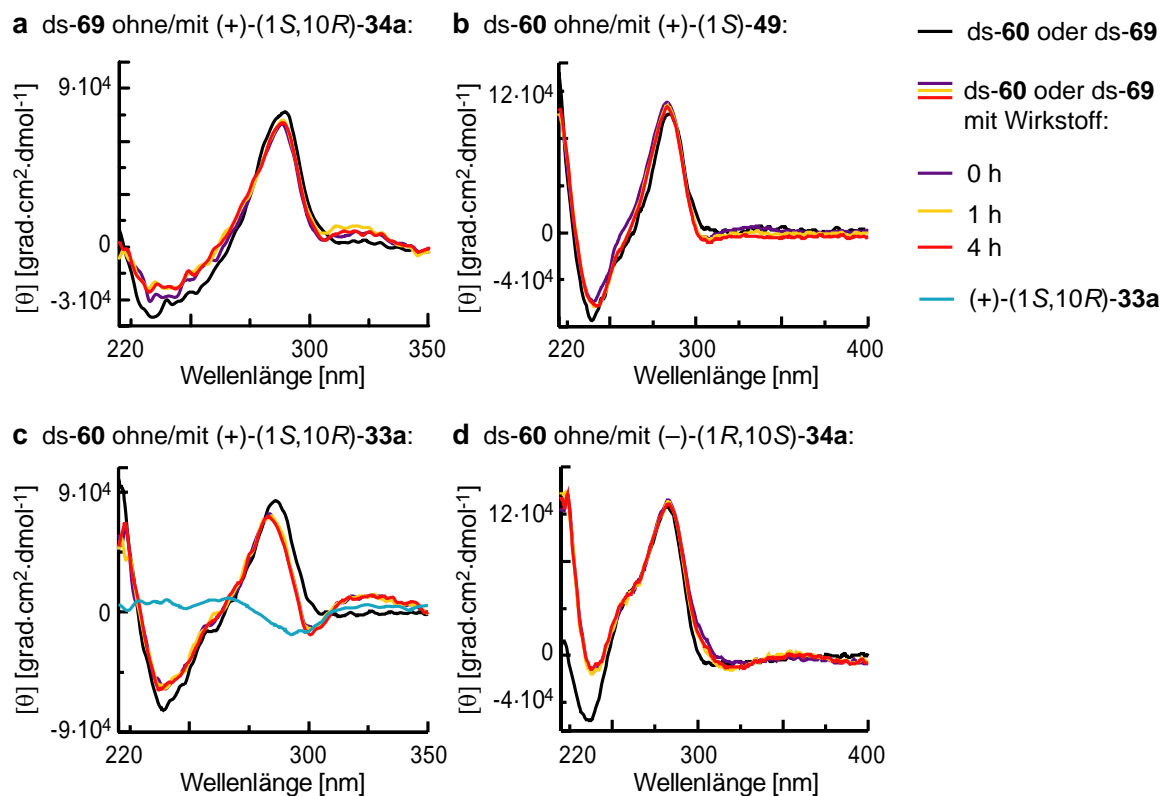 a ds-69 ohne/mit (+)-(1S,10R)-34a:
[θ] [grad·cm²·dmol⁻¹]
9·10⁴
0
-3·10⁴
220 300 350
Wellenlänge [nm]
b ds-60 ohne/mit (+)-(1S)-49:
[θ] [grad·cm²·dmol⁻¹]
12·10⁴
0
-4·10⁴
220 300 400
Wellenlänge [nm]
ds-60 oder ds-69
ds-60 oder ds-69
mit Wirkstoff:
0 h
1 h
4 h
(+)-(1S,10R)-33a
c ds-60 ohne/mit (+)-(1S,10R)-33a:
[θ] [grad·cm²·dmol⁻¹]
9·10⁴
0
-9·10⁴
220 300 350
Wellenlänge [nm]
d ds-60 ohne/mit (–)-(1R,10S)-34a:
[θ] [grad·cm²·dmol⁻¹]
12·10⁴
0
-4·10⁴
220 300 400
Wellenlänge [nm]